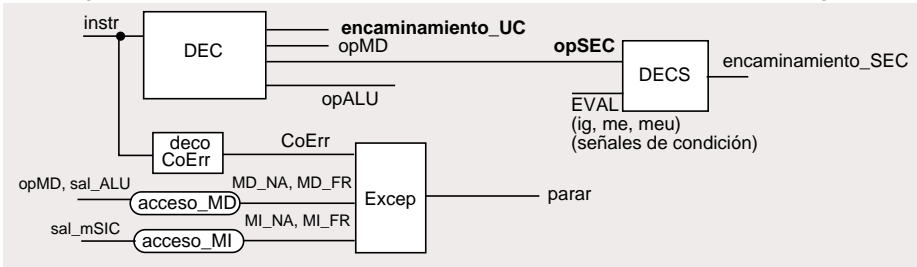 instr
encaminamiento_UC
opMD
opSEC
DEC
encaminamiento_SEC
DECS
opALU
EVAL
(ig, me, meu)
(señales de condición)
deco
CoErr
CoErr
opMD, sal_ALU
MD_NA, MD_FR
acceso_MD
Excep
parar
sal_mSIC
MI_NA, MI_FR
acceso_MI